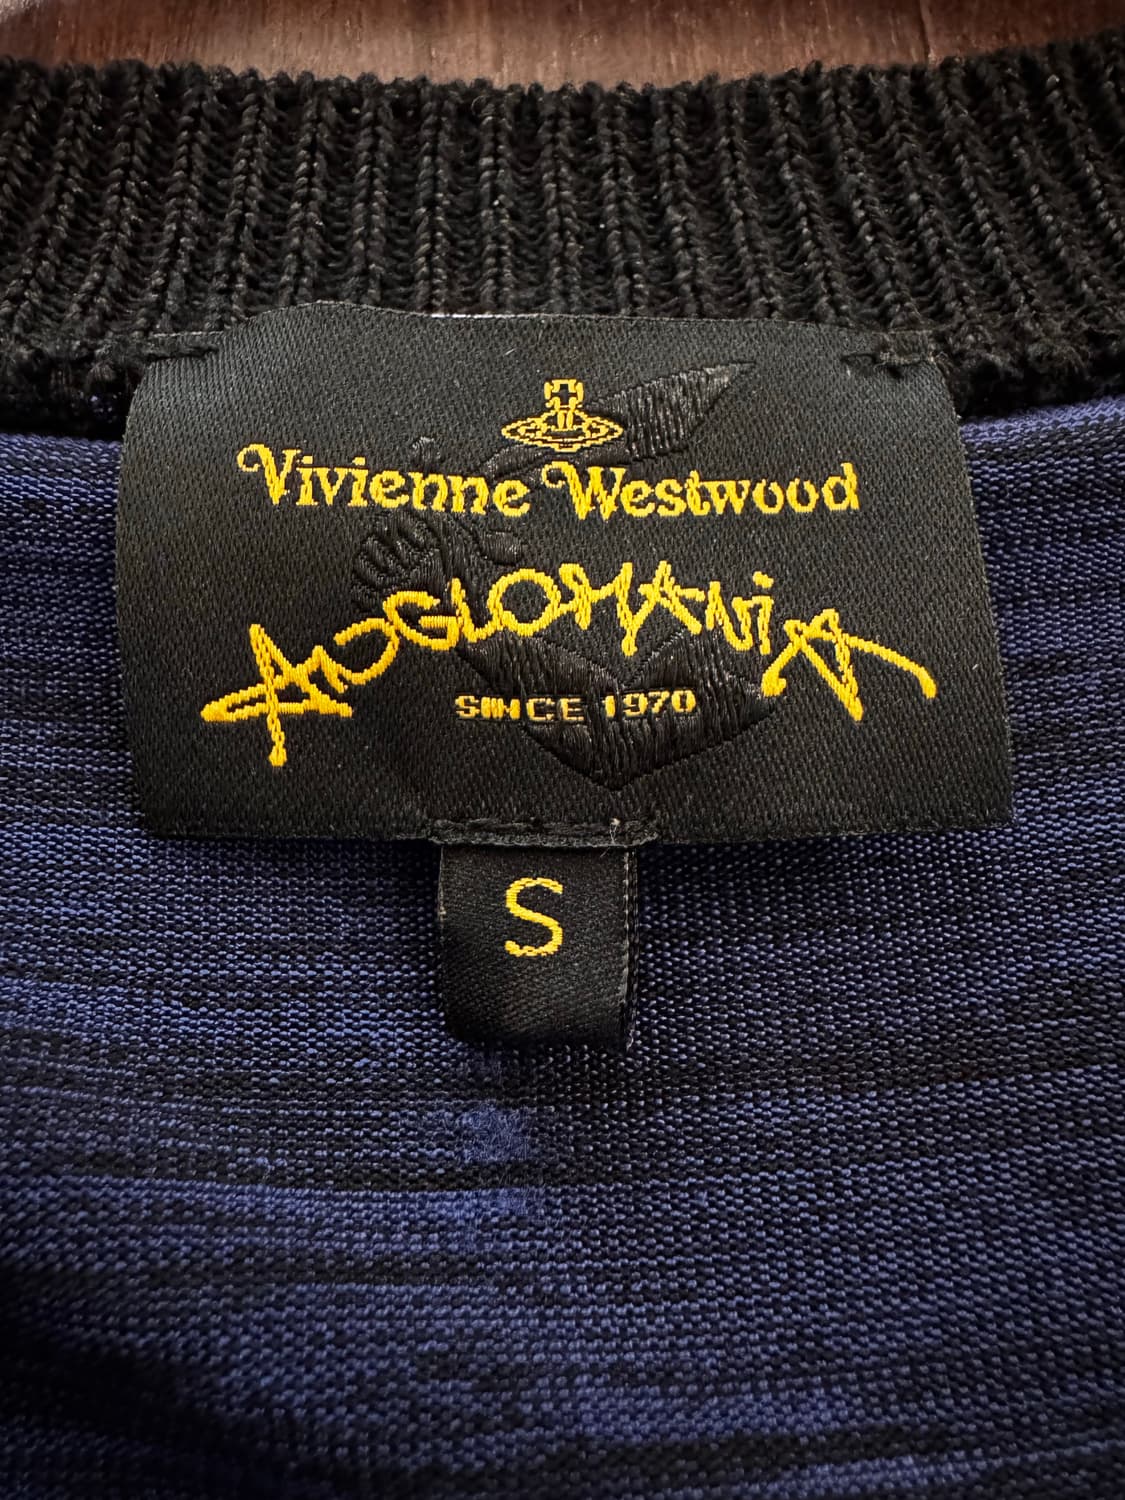 Vivienne Westwood
ANGLOMANIA
SINCE 1970
S